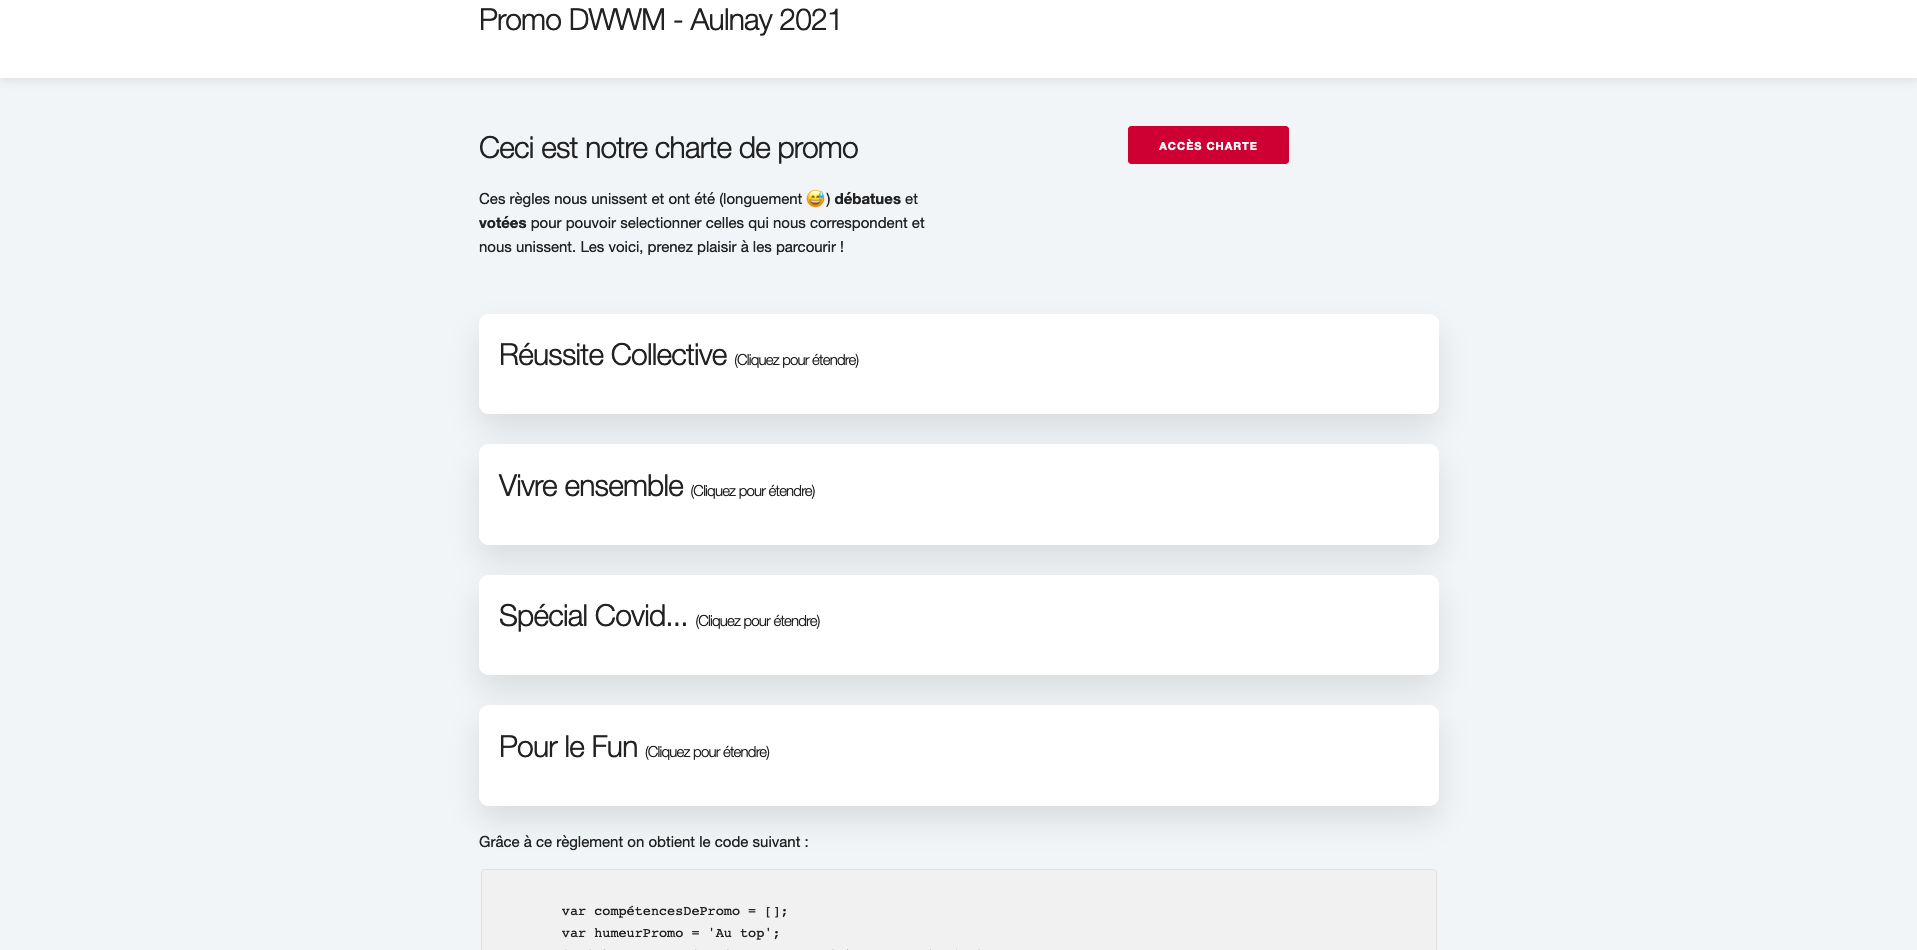 Promo DWWM - Aulnay 2021
Ceci est notre charte de promo
ACCÈS CHARTE
Ces règles nous unissent et ont été (longuement 😅) débatues et
votées pour pouvoir selectionner celles qui nous correspondent et
nous unissent. Les voici, prenez plaisir à les parcourir !
Réussite Collective (Cliquez pour étendre)
Vivre ensemble (Cliquez pour étendre)
Spécial Covid... (Cliquez pour étendre)
Pour le Fun (Cliquez pour étendre)
Grâce à ce règlement on obtient le code suivant :
var compétencesDePromo = [];
var humeurPromo = 'Au top';